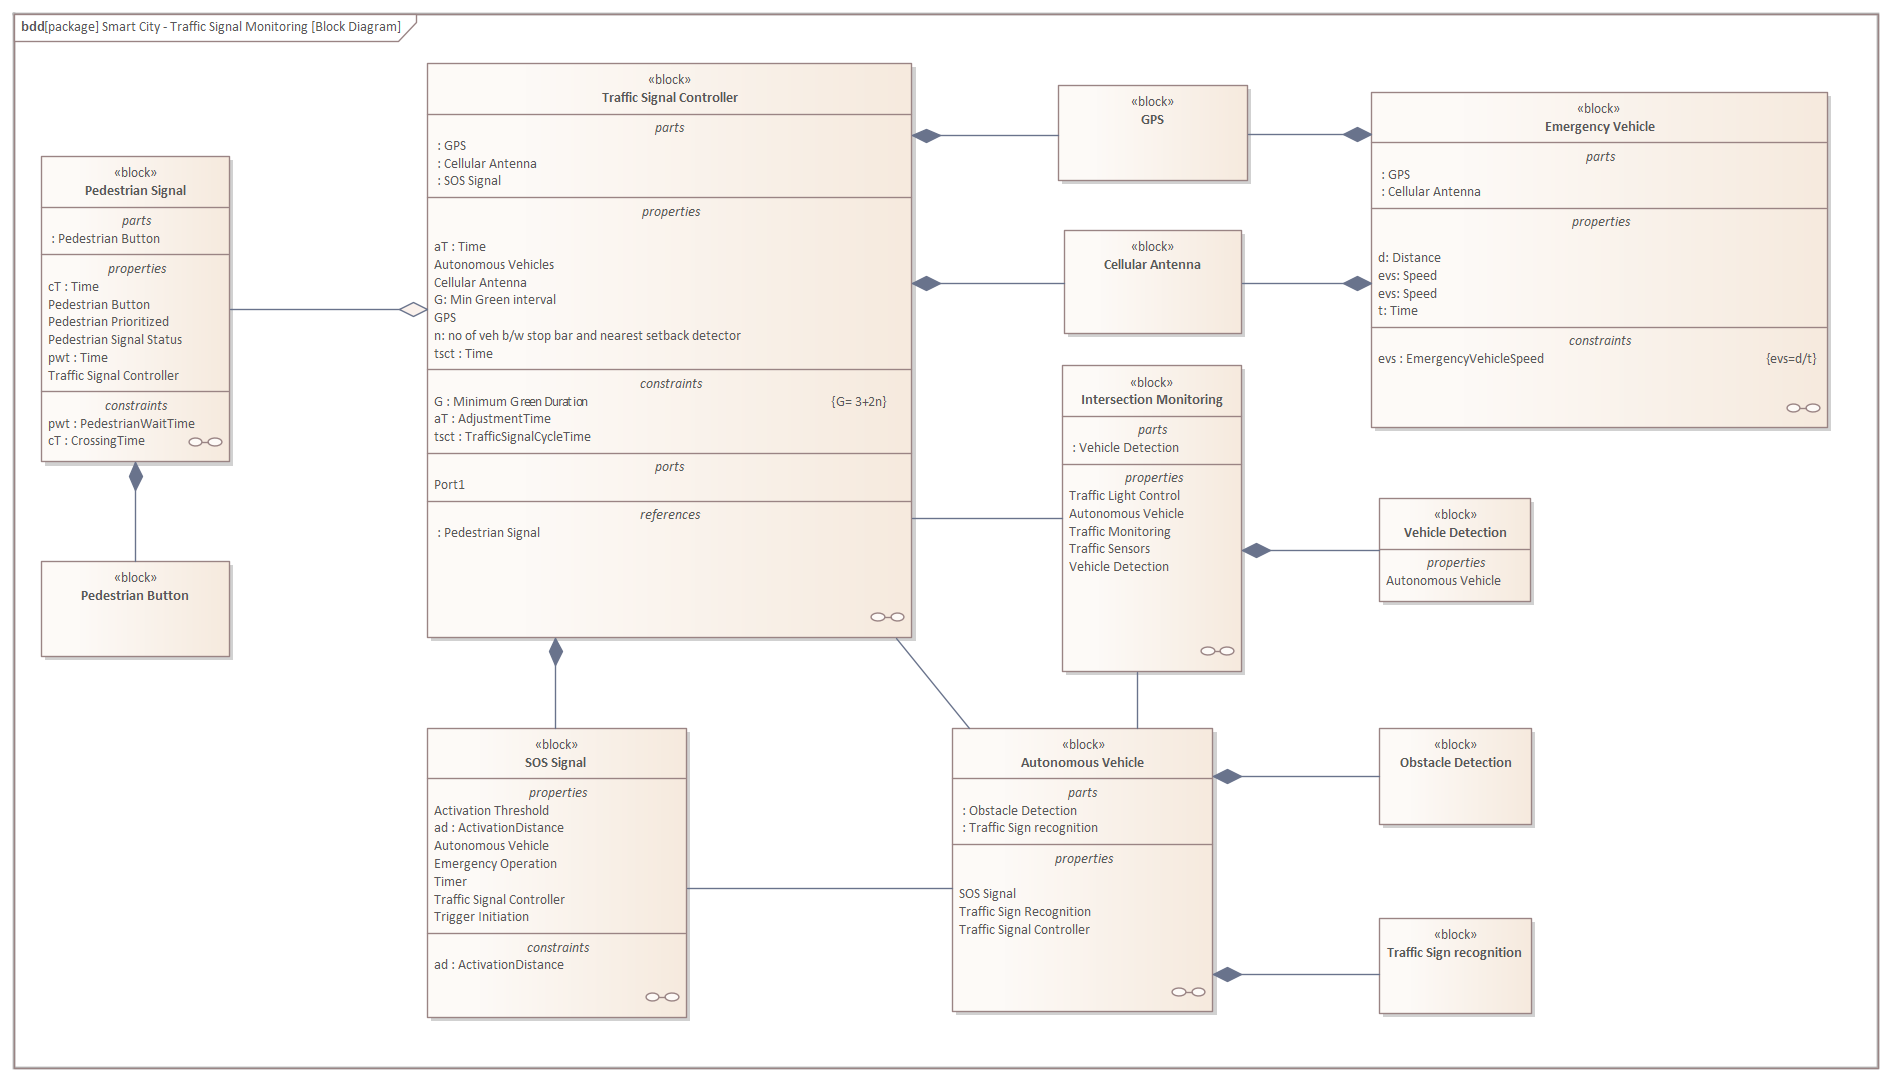 bdd[package] Smart City - Traffic Signal Monitoring [Block Diagram]
«block»
Pedestrian Signal
parts
: Pedestrian Button
properties
cT : Time
Pedestrian Button
Pedestrian Prioritized
Pedestrian Signal Status
pwt : Time
Traffic Signal Controller
constraints
pwt : PedestrianWaitTime
cT : CrossingTime
«block»
Pedestrian Button
«block»
Traffic Signal Controller
parts
: GPS
: Cellular Antenna
: SOS Signal
properties
aT : Time
Autonomous Vehicles
Cellular Antenna
G: Min Green interval
GPS
n: no of veh b/w stop bar and nearest setback detector
tsct : Time
constraints
G : Minimum Green Duration {G= 3+2n}
aT : AdjustmentTime
tsct : TrafficSignalCycleTime
ports
Port1
references
: Pedestrian Signal
«block»
GPS
«block»
Emergency Vehicle
parts
: GPS
: Cellular Antenna
properties
d: Distance
evs: Speed
evs: Speed
t: Time
constraints
evs : EmergencyVehicleSpeed {evs=d/t}
«block»
Cellular Antenna
«block»
Intersection Monitoring
parts
: Vehicle Detection
properties
Traffic Light Control
Autonomous Vehicle
Traffic Monitoring
Traffic Sensors
Vehicle Detection
«block»
Vehicle Detection
properties
Autonomous Vehicle
«block»
SOS Signal
properties
Activation Threshold
ad : ActivationDistance
Autonomous Vehicle
Emergency Operation
Timer
Traffic Signal Controller
Trigger Initiation
constraints
ad : ActivationDistance
«block»
Autonomous Vehicle
parts
: Obstacle Detection
: Traffic Sign recognition
properties
SOS Signal
Traffic Sign Recognition
Traffic Signal Controller
«block»
Obstacle Detection
«block»
Traffic Sign recognition